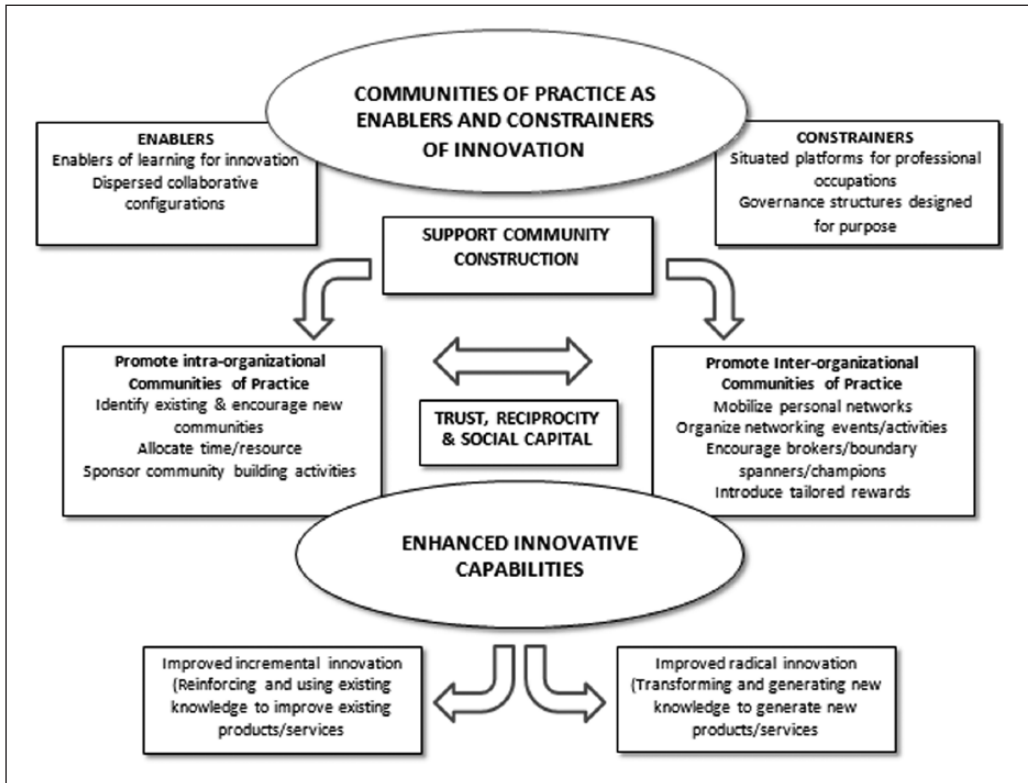 COMMUNITIES OF PRACTICE AS
ENABLERS AND CONSTRAINERS
OF INNOVATION
ENABLERS
Enablers of learning for innovation
Dispersed collaborative
configurations
CONSTRAINERS
Situated platforms for professional
occupations
Governance structures designed
for purpose
SUPPORT COMMUNITY
CONSTRUCTION
Promote intra-organizational
Communities of Practice
Identify existing & encourage new
communities
Allocate time/resource
Sponsor community building activities
TRUST, RECIPROCITY
& SOCIAL CAPITAL
Promote Inter-organizational
Communities of Practice
Mobilize personal networks
Organize networking events/activities
Encourage brokers/boundary
spanners/champions
Introduce tailored rewards
ENHANCED INNOVATIVE
CAPABILITIES
Improved incremental innovation
(Reinforcing and using existing
knowledge to improve existing
products/services
Improved radical innovation
(Transforming and generating new
knowledge to generate new
products/services